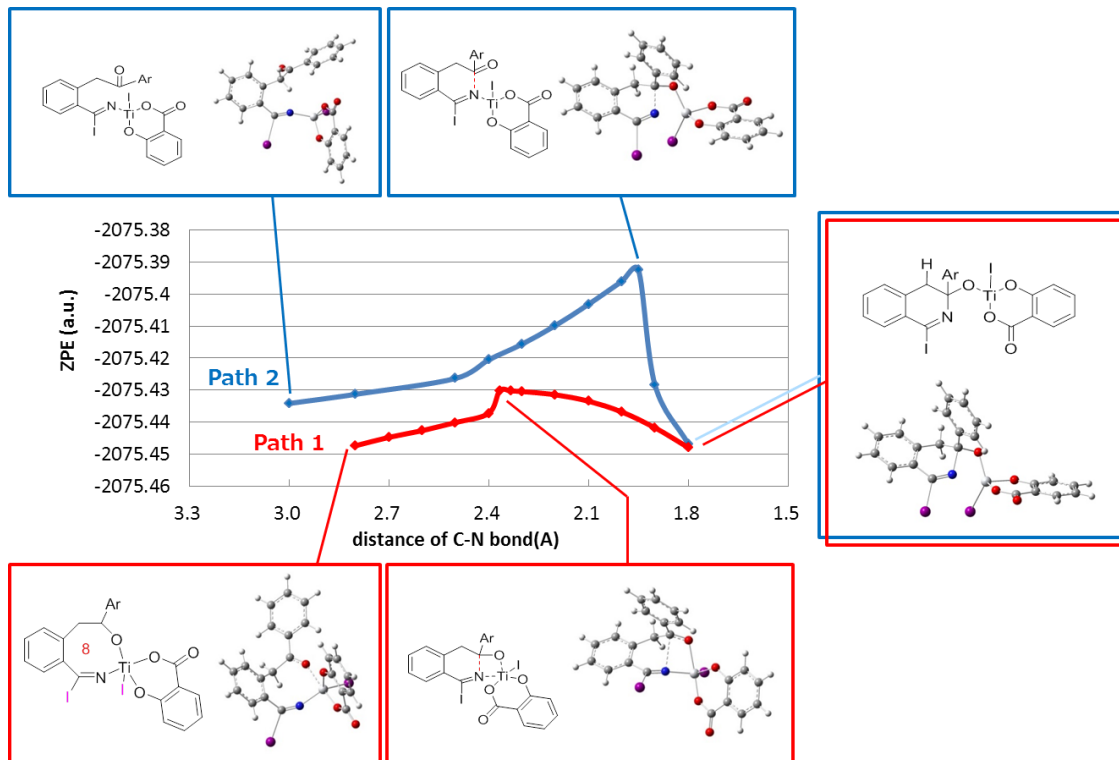 O
Ar
I
O
N
Ti
O
I
O
Ar
O
I
O
N
Ti
O
I
O
-2075.38
-2075.39
-2075.4
-2075.41
-2075.42
-2075.43
-2075.44
-2075.45
-2075.46
ZPE (a.u.)
Path 2
Path 1
3.3 3.0 2.7 2.4 2.1 1.8 1.5
distance of C-N bond(A)
H
Ar
I
O
O
Ti
N
O
I
O
Ar
8
O
O
O
Ti
N
I
I
O
Ar
O
I
N
Ti
O
I
O
O